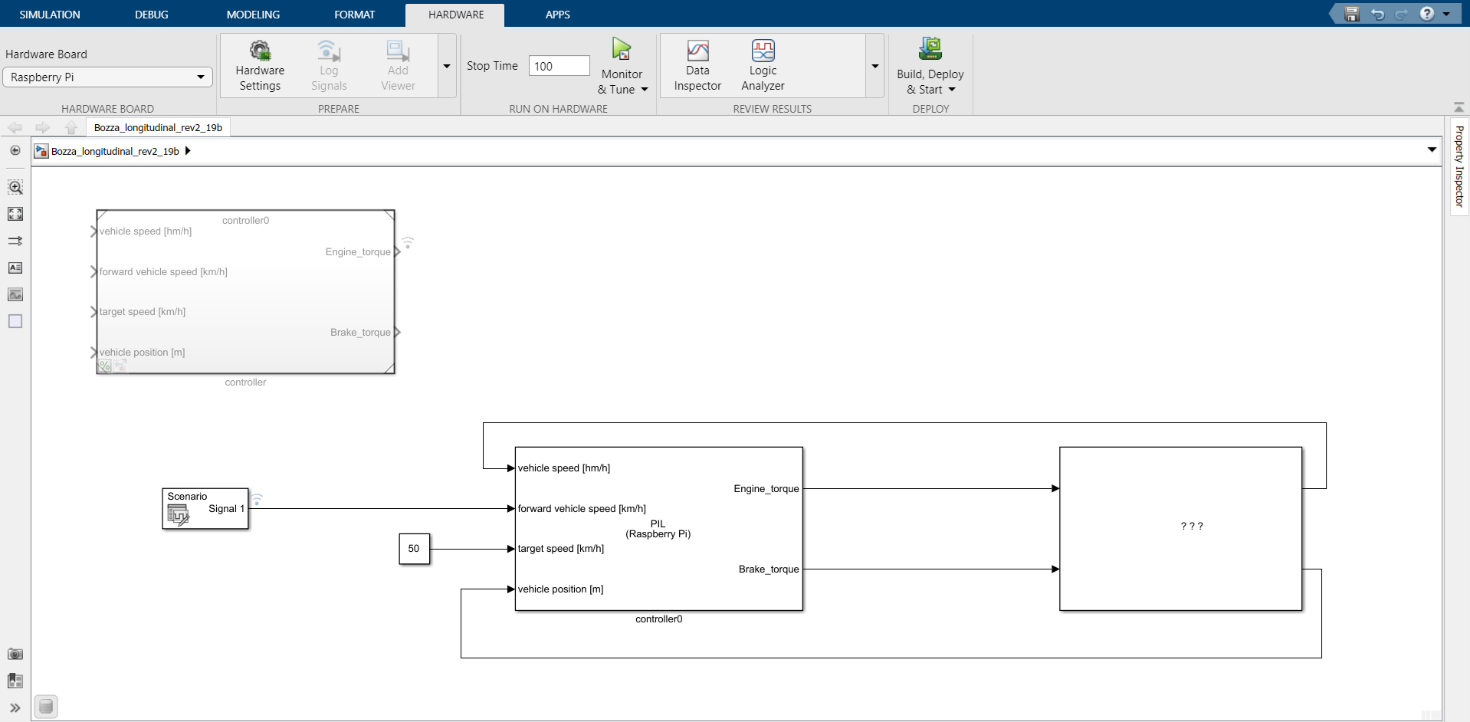 SIMULATION DEBUG MODELING FORMAT HARDWARE APPS
Hardware Board
Raspberry Pi
HARDWARE BOARD
Hardware
Settings
Log
Signals
Add
Viewer
PREPARE
Stop Time 100
Monitor
& Tune
RUN ON HARDWARE
Data
Inspector
Logic
Analyzer
REVIEW RESULTS
Build, Deploy
& Start
DEPLOY
Bozza_longitudinal_rev2_19b
Bozza_longitudinal_rev2_19b
Property Inspector
controller0
vehicle speed [hm/h]
Engine_torque
forward vehicle speed [km/h]
target speed [km/h]
Brake_torque
vehicle position [m]
controller
Scenario
Signal 1
50
vehicle speed [hm/h]
Engine_torque
forward vehicle speed [km/h]
PIL
(Raspberry Pi)
target speed [km/h]
Brake_torque
vehicle position [m]
controller0
? ? ?